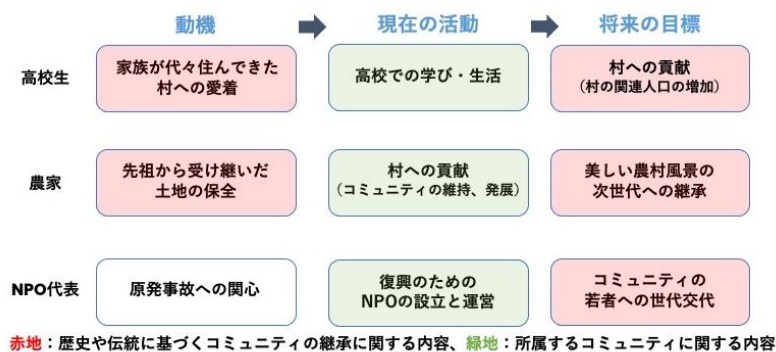 動機
現在の活動
将来の目標
高校生
家族が代々住んできた
村への愛着
高校での学び・生活
村への貢献
（村の関連人口の増加）
農家
先祖から受け継いだ
土地の保全
村への貢献
（コミュニティの維持、発展）
美しい農村風景の
次世代への継承
NPO代表
原発事故への関心
復興のための
NPOの設立と運営
コミュニティの
若者への世代交代
赤地：歴史や伝統に基づくコミュニティの継承に関する内容、緑地：所属するコミュニティに関する内容